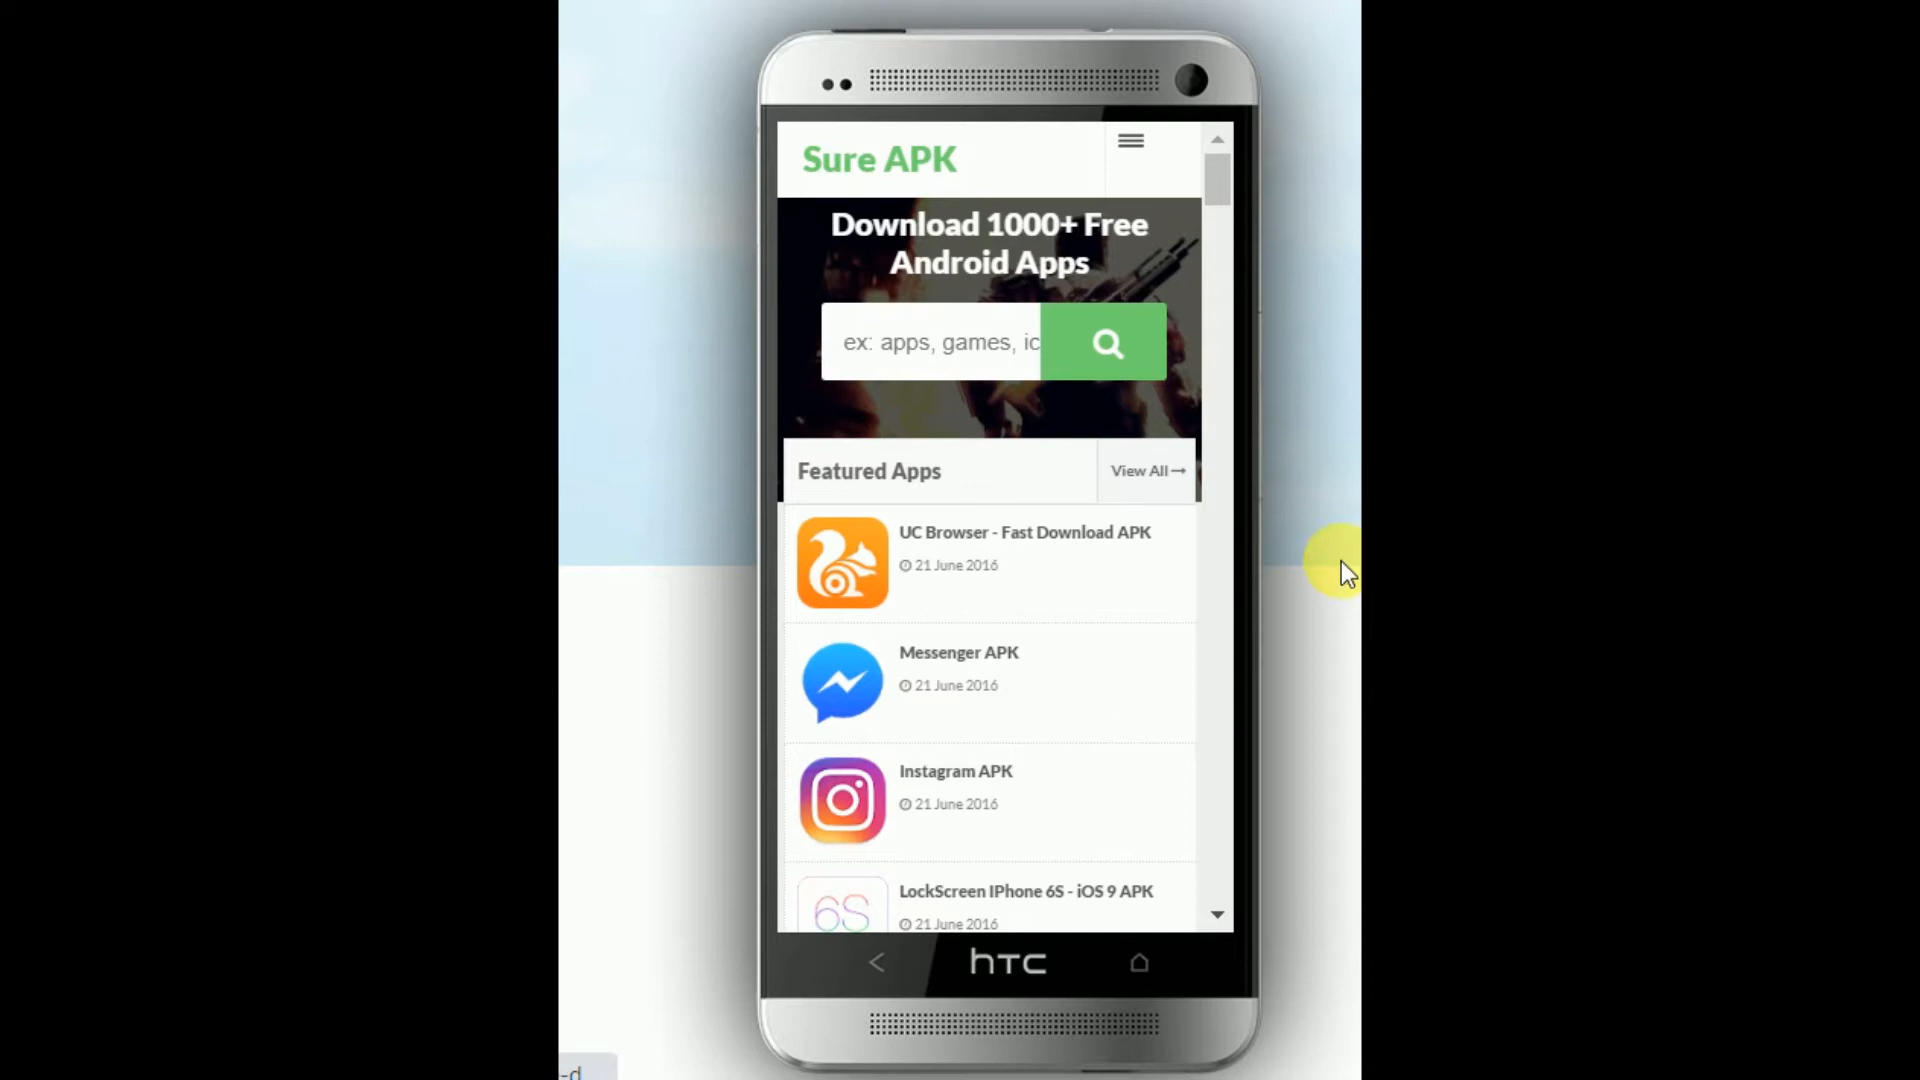 Sure APK
Download 1000+ Free
Android Apps
ex: apps, games, ic
Featured Apps
View All→
UC Browser - Fast Download APK
21 June 2016
Messenger APK
21 June 2016
Instagram APK
21 June 2016
6S
LockScreen IPhone 6S - iOS 9 APK
21 June 2016
hTC
-d